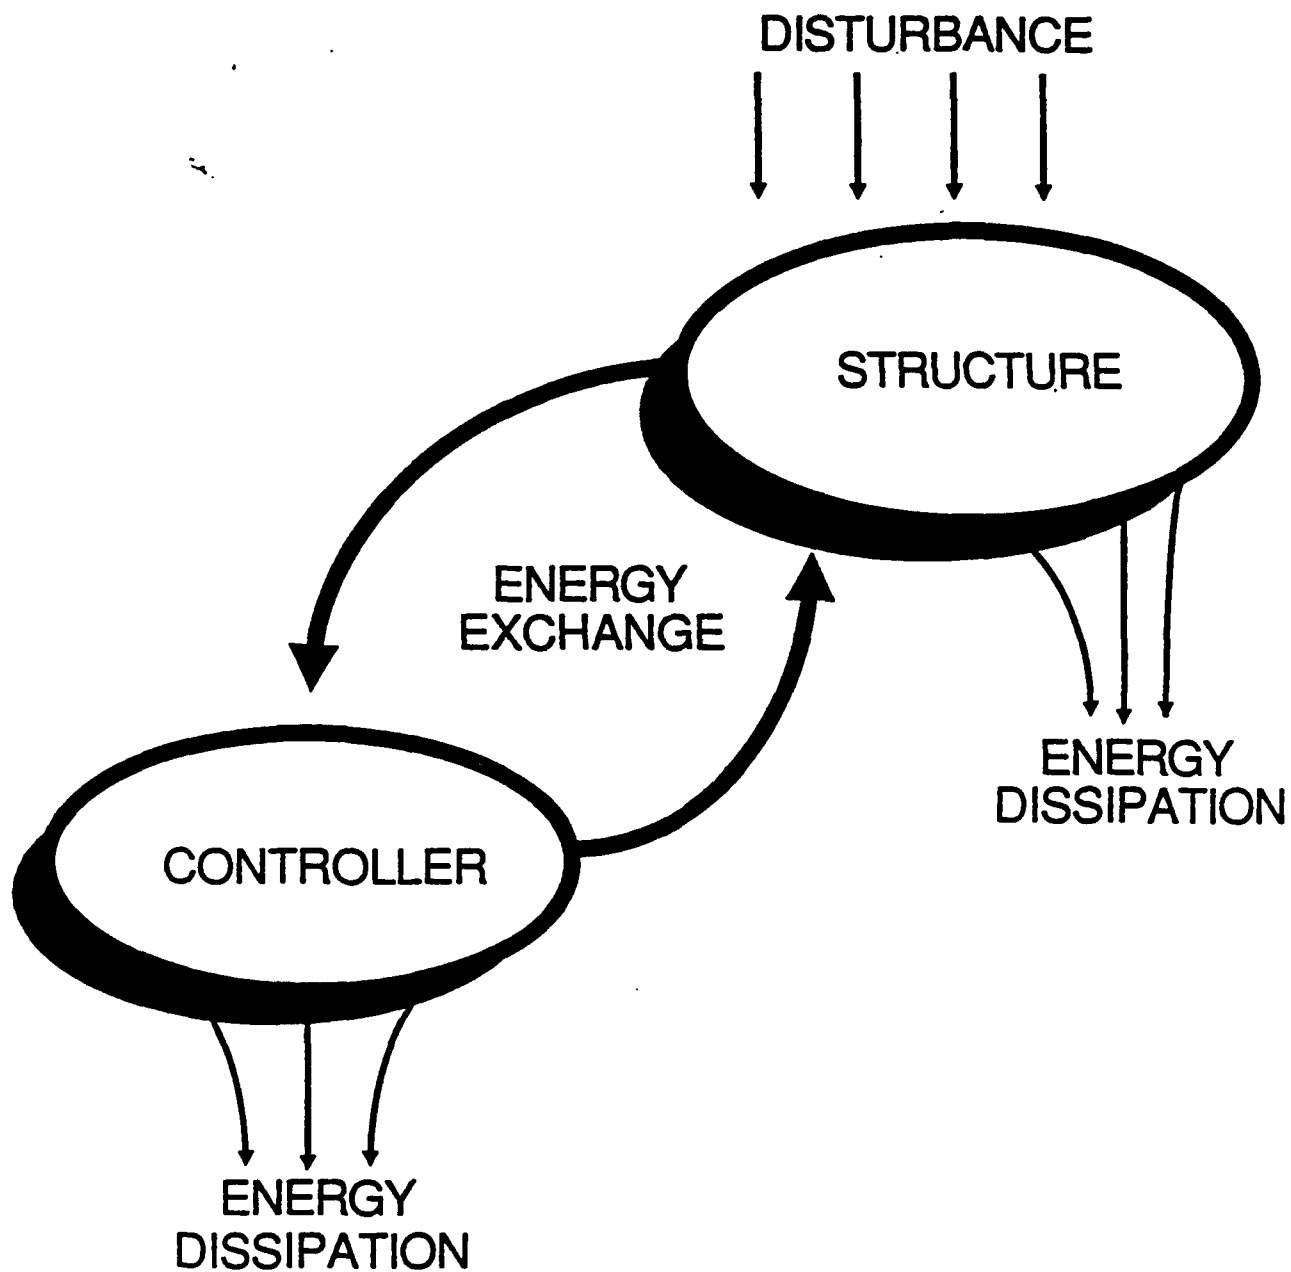 DISTURBANCE
STRUCTURE
ENERGY
EXCHANGE
ENERGY
DISSIPATION
CONTROLLER
ENERGY
DISSIPATION